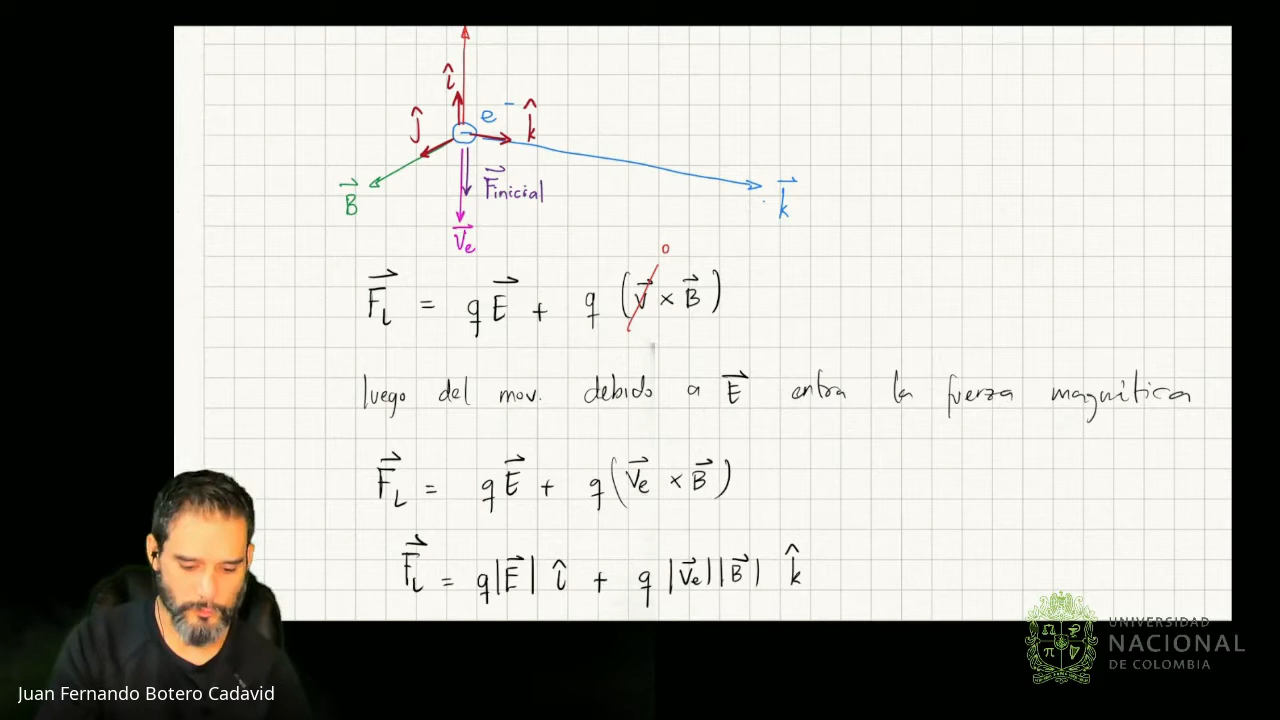 î
e⁻
ĵ
k̂
B⃗
F⃗inicial
V⃗e
k⃗
0
F⃗L = qE⃗ + q (v⃗ × B⃗)
luego del mov. debido a E⃗ entra la fuerza magnética
F⃗L = qE⃗ + q(V⃗e × B⃗)
F⃗L = q|E⃗| î + q |V⃗e||B⃗| k̂
UNIVERSIDAD
NACIONAL
DE COLOMBIA
Juan Fernando Botero Cadavid